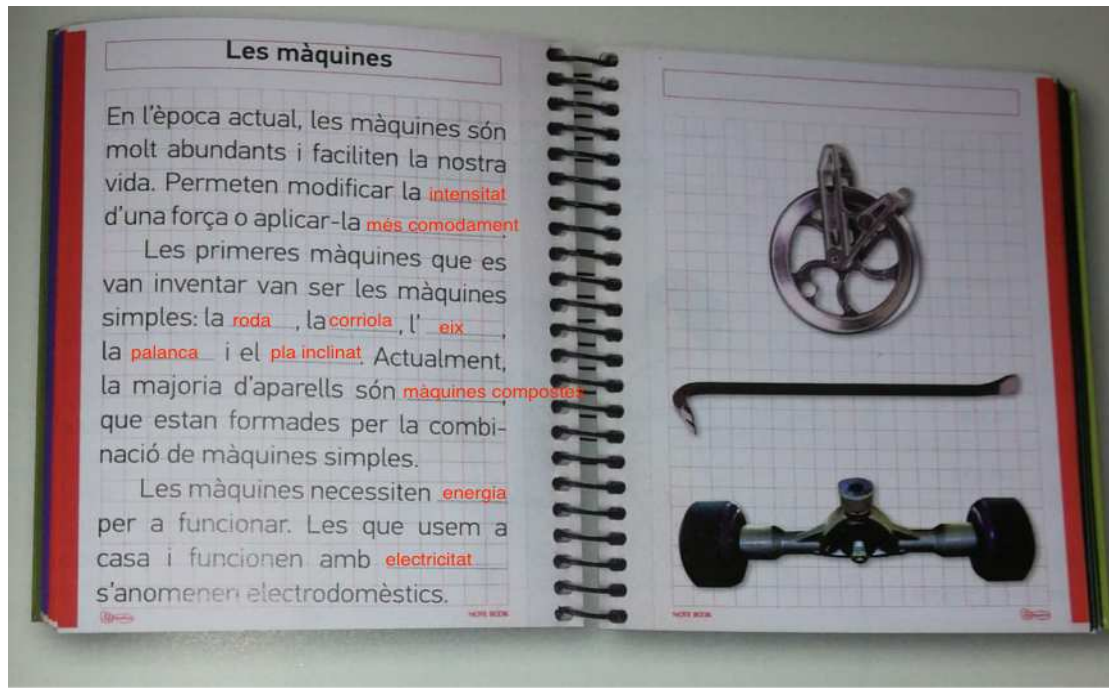 Les màquines
En l'època actual, les màquines són
molt abundants i faciliten la nostra
vida. Permeten modificar la intensitat
d'una força o aplicar-la més comodament.
Les primeres màquines que es
van inventar van ser les màquines
simples: la roda, la corriola, l' eix,
la palanca i el pla inclinat. Actualment,
la majoria d'aparells són màquines compostes,
que estan formades per la combi-
nació de màquines simples.
Les màquines necessiten energia
per a funcionar. Les que usem a
casa i funcionen amb electricitat
s'anomenen electrodomèstics.
NOTE BOOK
NOTE BOOK